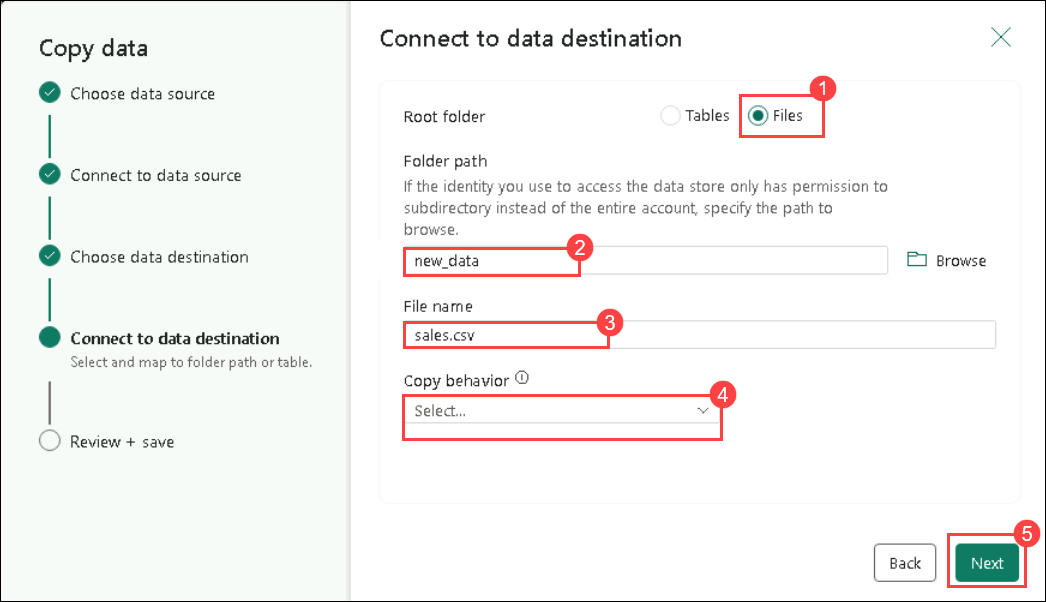 Copy data
Choose data source
Connect to data source
Choose data destination
Connect to data destination
Select and map to folder path or table.
Review + save
Connect to data destination
Root folder
Tables
Files
1
Folder path
If the identity you use to access the data store only has permission to
subdirectory instead of the entire account, specify the path to
browse.
new_data
2
Browse
File name
sales.csv
3
Copy behavior
Select...
4
Back
Next
5